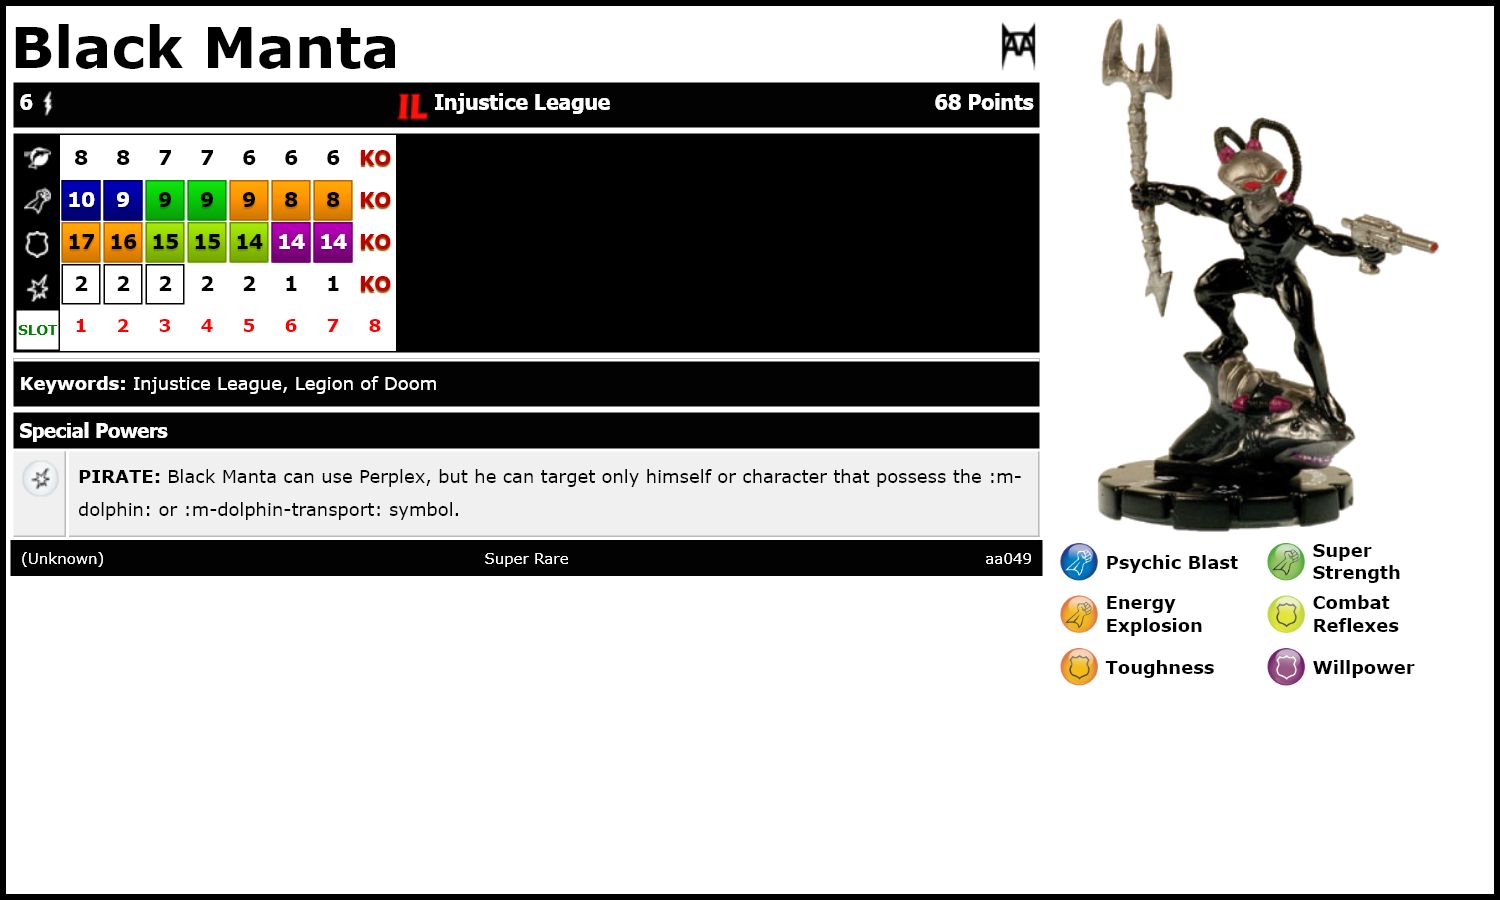 Black Manta
AA
6 IL Injustice League 68 Points
8 8 7 7 6 6 6 KO
10 9 9 9 9 8 8 KO
17 16 15 15 14 14 14 KO
2 2 2 2 2 1 1 KO
SLOT 1 2 3 4 5 6 7 8
Keywords: Injustice League, Legion of Doom
Special Powers
PIRATE: Black Manta can use Perplex, but he can target only himself or character that possess the :m-
dolphin: or :m-dolphin-transport: symbol.
(Unknown) Super Rare aa049
Psychic Blast
Super
Strength
Energy
Explosion
Combat
Reflexes
Toughness
Willpower